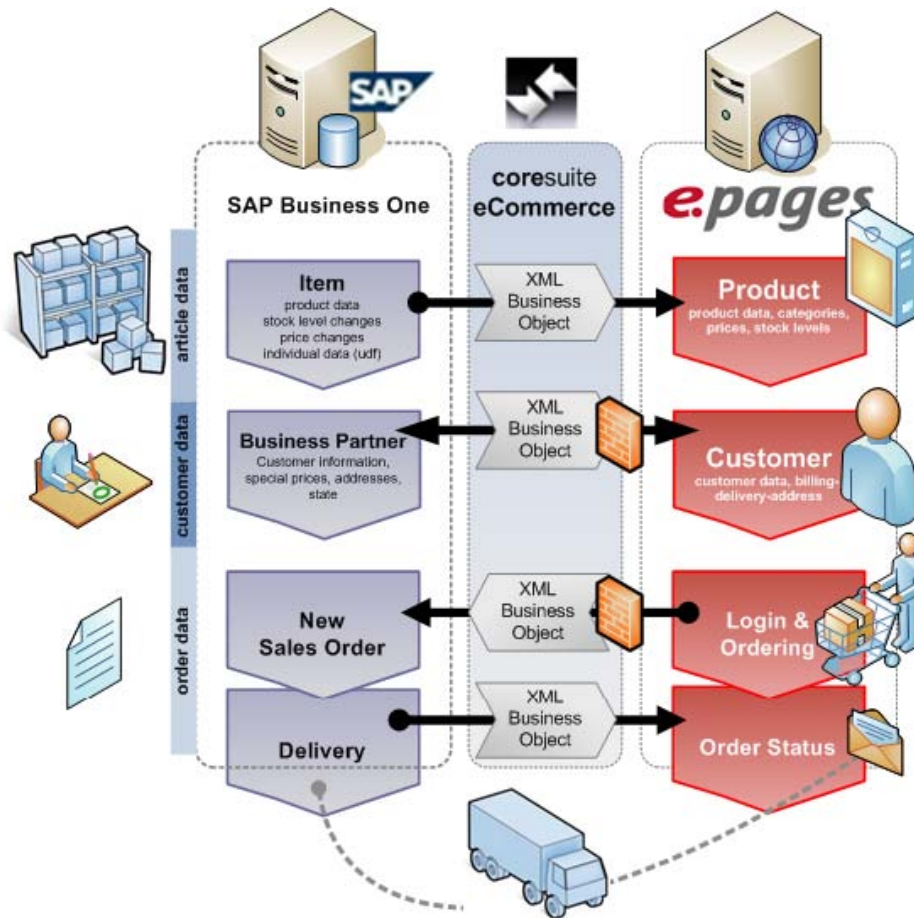 SAP
SAP Business One
coresuite
eCommerce
e.pages
article data
Item
product data
stock level changes
price changes
individual data (udf)
XML
Business
Object
Product
product data, categories,
prices, stock levels
customer data
Business Partner
Customer information,
special prices, addresses,
state
XML
Business
Object
Customer
customer data, billing-
delivery-address
order data
New
Sales Order
XML
Business
Object
Login &
Ordering
Delivery
XML
Business
Object
Order Status